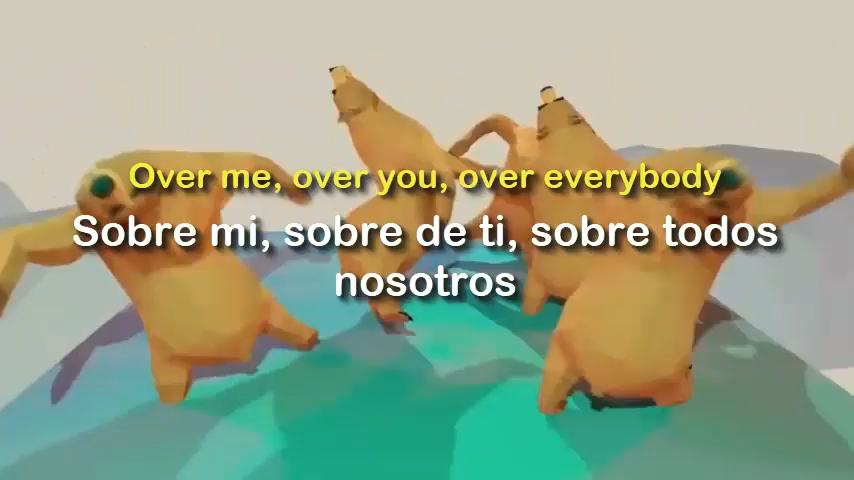 Over me, over you, over everybody
Sobre mi, sobre de ti, sobre todos
nosotros